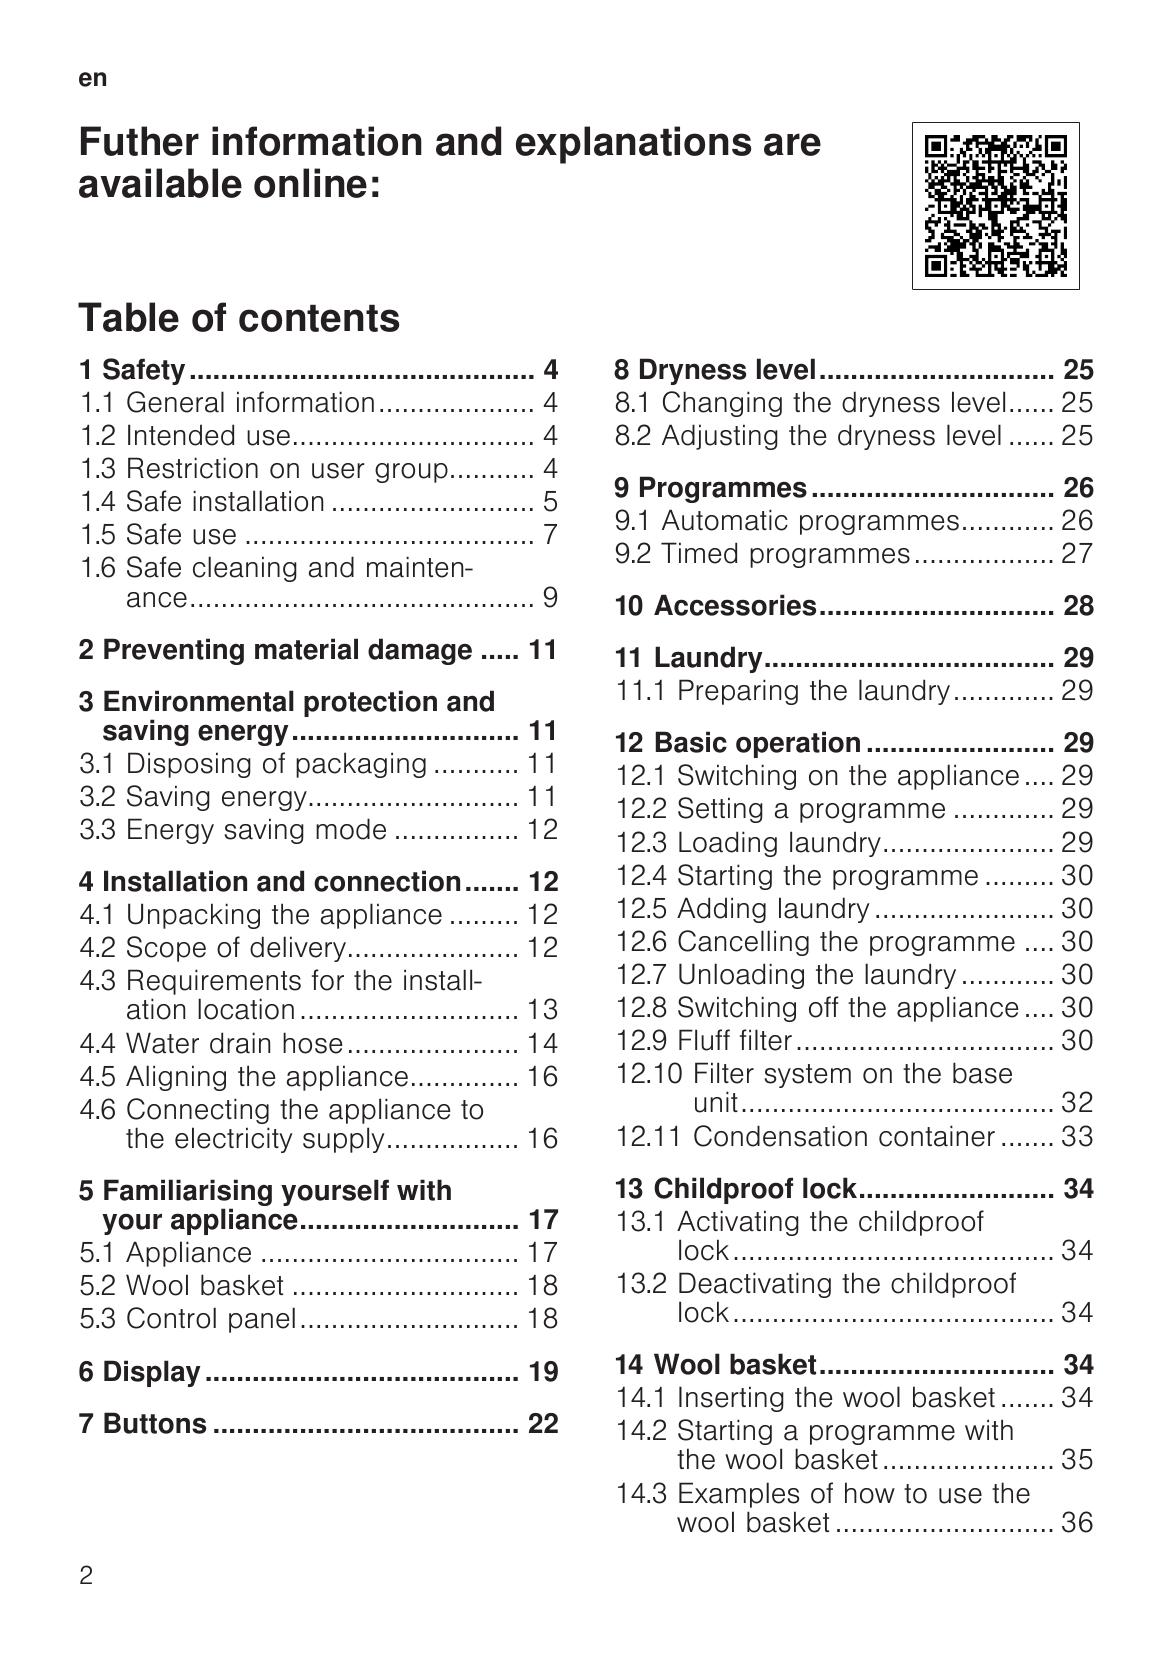 en
Futher information and explanations are
available online:
Table of contents
1 Safety............................................ 4
1.1 General information.................... 4
1.2 Intended use............................... 4
1.3 Restriction on user group........... 4
1.4 Safe installation .......................... 5
1.5 Safe use ..................................... 7
1.6 Safe cleaning and mainten-
ance............................................ 9
2 Preventing material damage ..... 11
3 Environmental protection and
saving energy............................. 11
3.1 Disposing of packaging ........... 11
3.2 Saving energy........................... 11
3.3 Energy saving mode ................ 12
4 Installation and connection....... 12
4.1 Unpacking the appliance ......... 12
4.2 Scope of delivery...................... 12
4.3 Requirements for the install-
ation location ............................ 13
4.4 Water drain hose...................... 14
4.5 Aligning the appliance.............. 16
4.6 Connecting the appliance to
the electricity supply................. 16
5 Familiarising yourself with
your appliance............................ 17
5.1 Appliance ................................. 17
5.2 Wool basket ............................. 18
5.3 Control panel............................ 18
6 Display ........................................ 19
7 Buttons ....................................... 22
8 Dryness level.............................. 25
8.1 Changing the dryness level...... 25
8.2 Adjusting the dryness level ...... 25
9 Programmes ............................... 26
9.1 Automatic programmes............ 26
9.2 Timed programmes.................. 27
10 Accessories.............................. 28
11 Laundry..................................... 29
11.1 Preparing the laundry............. 29
12 Basic operation ........................ 29
12.1 Switching on the appliance .... 29
12.2 Setting a programme ............. 29
12.3 Loading laundry...................... 29
12.4 Starting the programme ......... 30
12.5 Adding laundry ....................... 30
12.6 Cancelling the programme .... 30
12.7 Unloading the laundry ............ 30
12.8 Switching off the appliance .... 30
12.9 Fluff filter................................. 30
12.10 Filter system on the base
unit........................................ 32
12.11 Condensation container ....... 33
13 Childproof lock......................... 34
13.1 Activating the childproof
lock......................................... 34
13.2 Deactivating the childproof
lock......................................... 34
14 Wool basket.............................. 34
14.1 Inserting the wool basket ....... 34
14.2 Starting a programme with
the wool basket ...................... 35
14.3 Examples of how to use the
wool basket ............................ 36
2